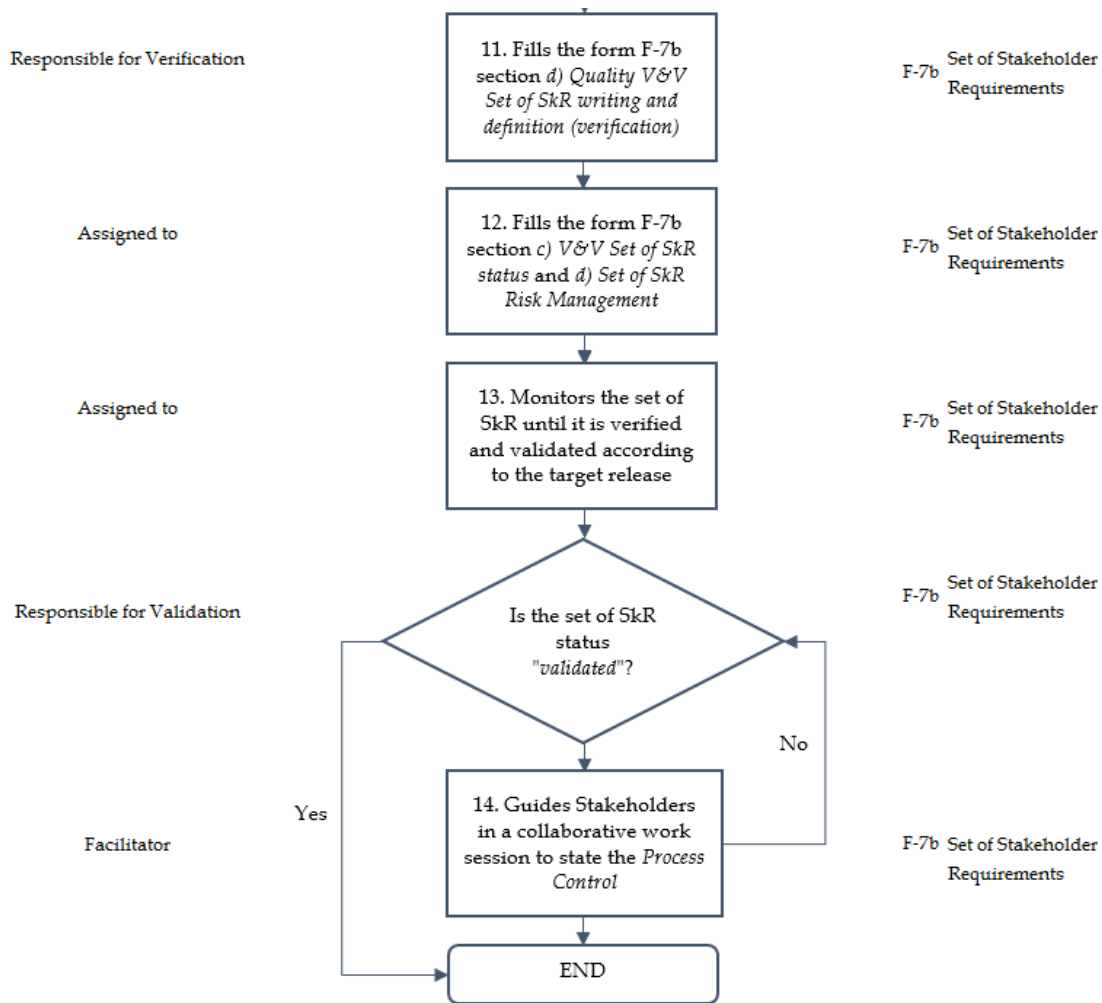 Responsible for Verification
11. Fills the form F-7b
section d) Quality V&V
Set of SkR writing and
definition (verification)
F-7b Set of Stakeholder
Requirements
Assigned to
12. Fills the form F-7b
section c) V&V Set of SkR
status and d) Set of SkR
Risk Management
F-7b Set of Stakeholder
Requirements
Assigned to
13. Monitors the set of
SkR until it is verified
and validated according
to the target release
F-7b Set of Stakeholder
Requirements
Responsible for Validation
Is the set of SkR
status
"validated"?
F-7b Set of Stakeholder
Requirements
No
Yes
Facilitator
14. Guides Stakeholders
in a collaborative work
session to state the Process
Control
F-7b Set of Stakeholder
Requirements
END